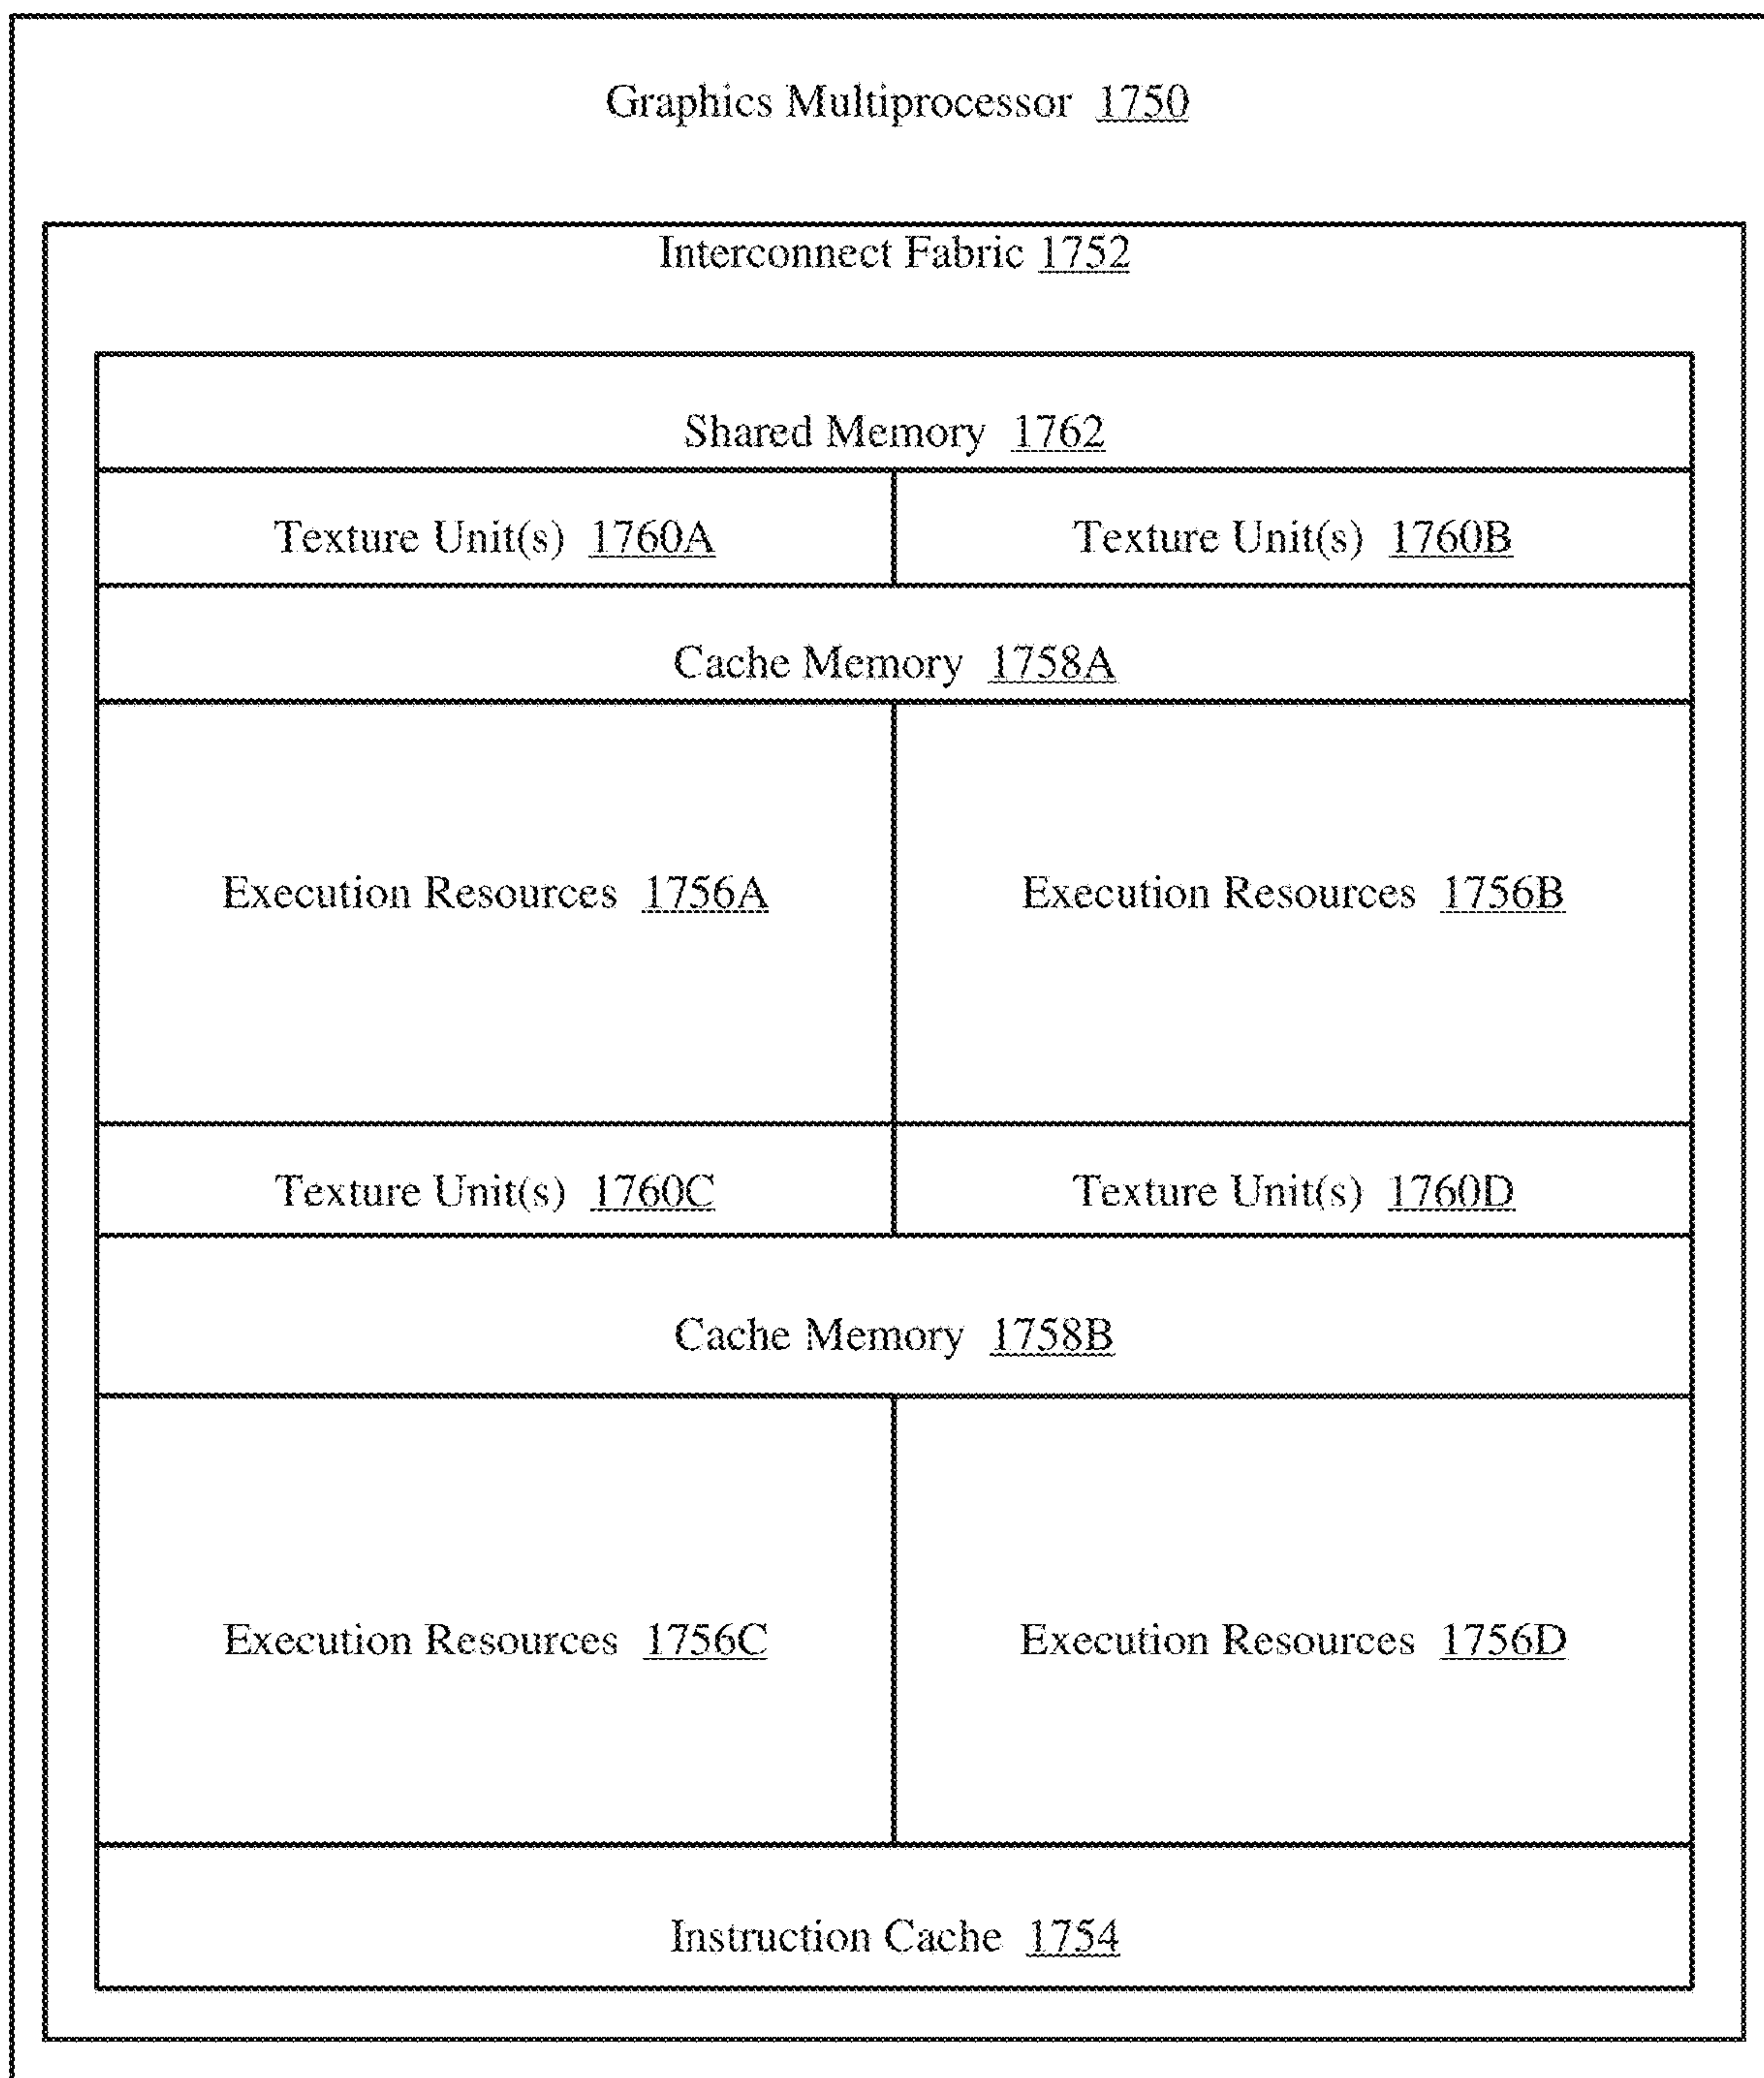 Graphics Multiprocessor 1750
Interconnect Fabric 1752
Shared Memory 1762
Texture Unit(s) 1760A
Texture Unit(s) 1760B
Cache Memory 1758A
Execution Resources 1756A
Execution Resources 1756B
Texture Unit(s) 1760C
Texture Unit(s) 1760D
Cache Memory 1758B
Execution Resources 1756C
Execution Resources 1756D
Instruction Cache 1754